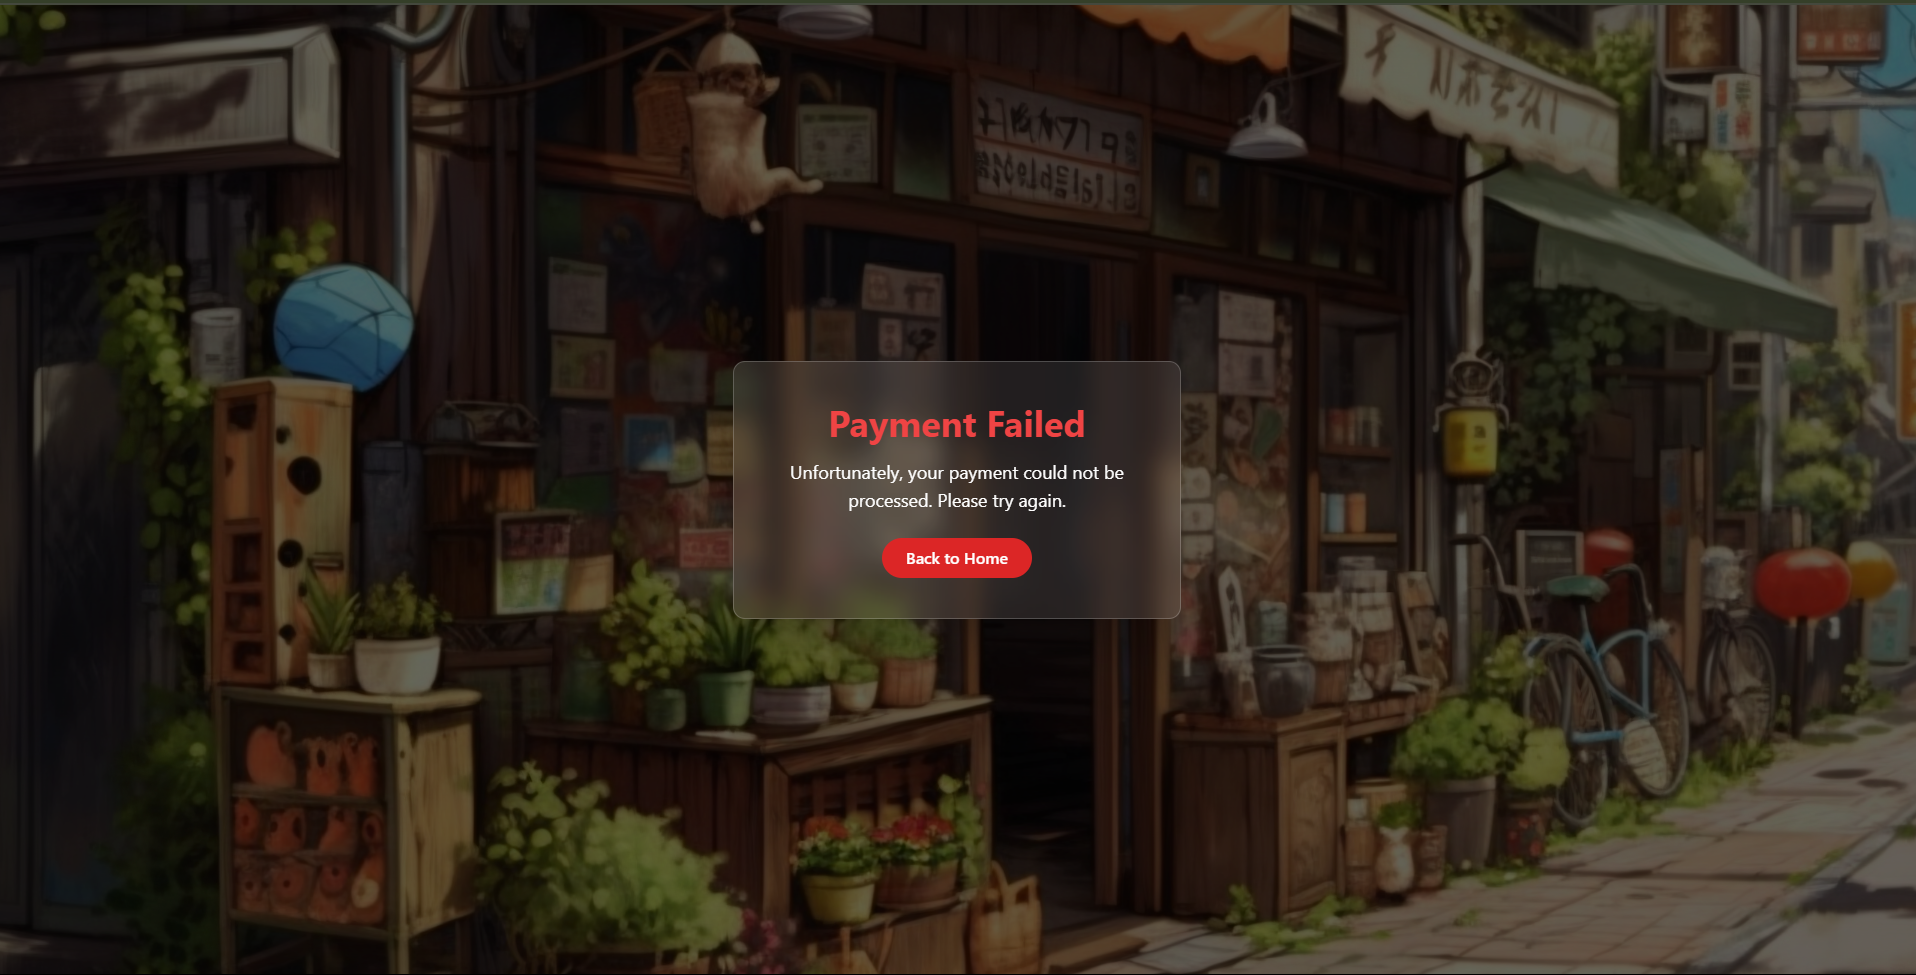 Payment Failed
Unfortunately, your payment could not be
processed. Please try again.
Back to Home